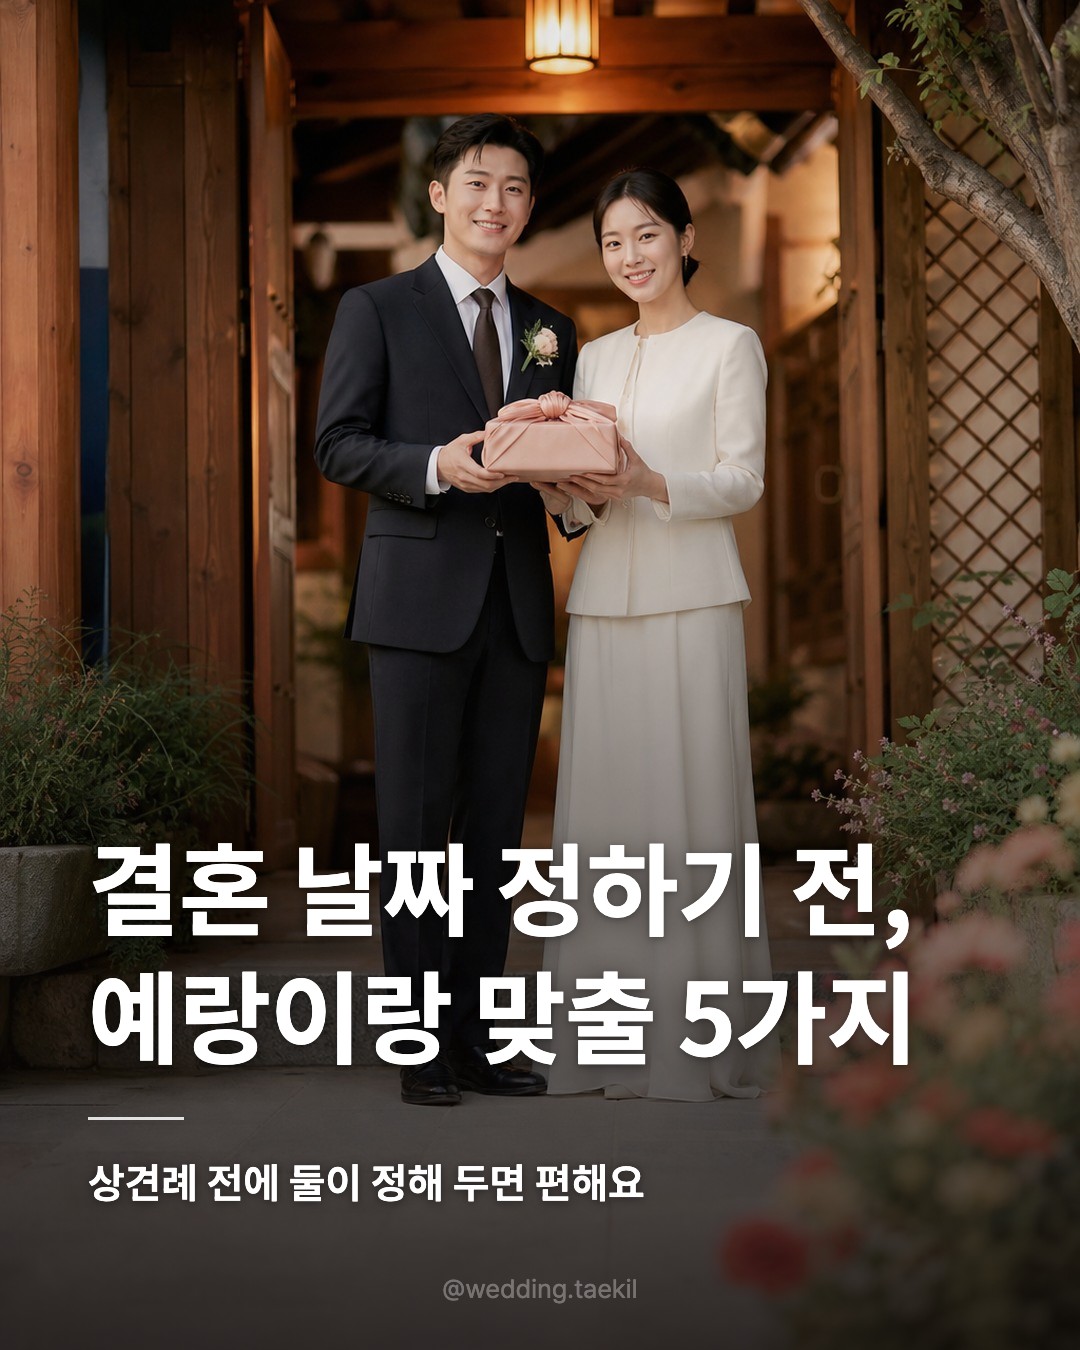 결혼 날짜 정하기 전,
예랑이랑 맞출 5가지
상견례 전에 둘이 정해 두면 편해요
@wedding.taekil